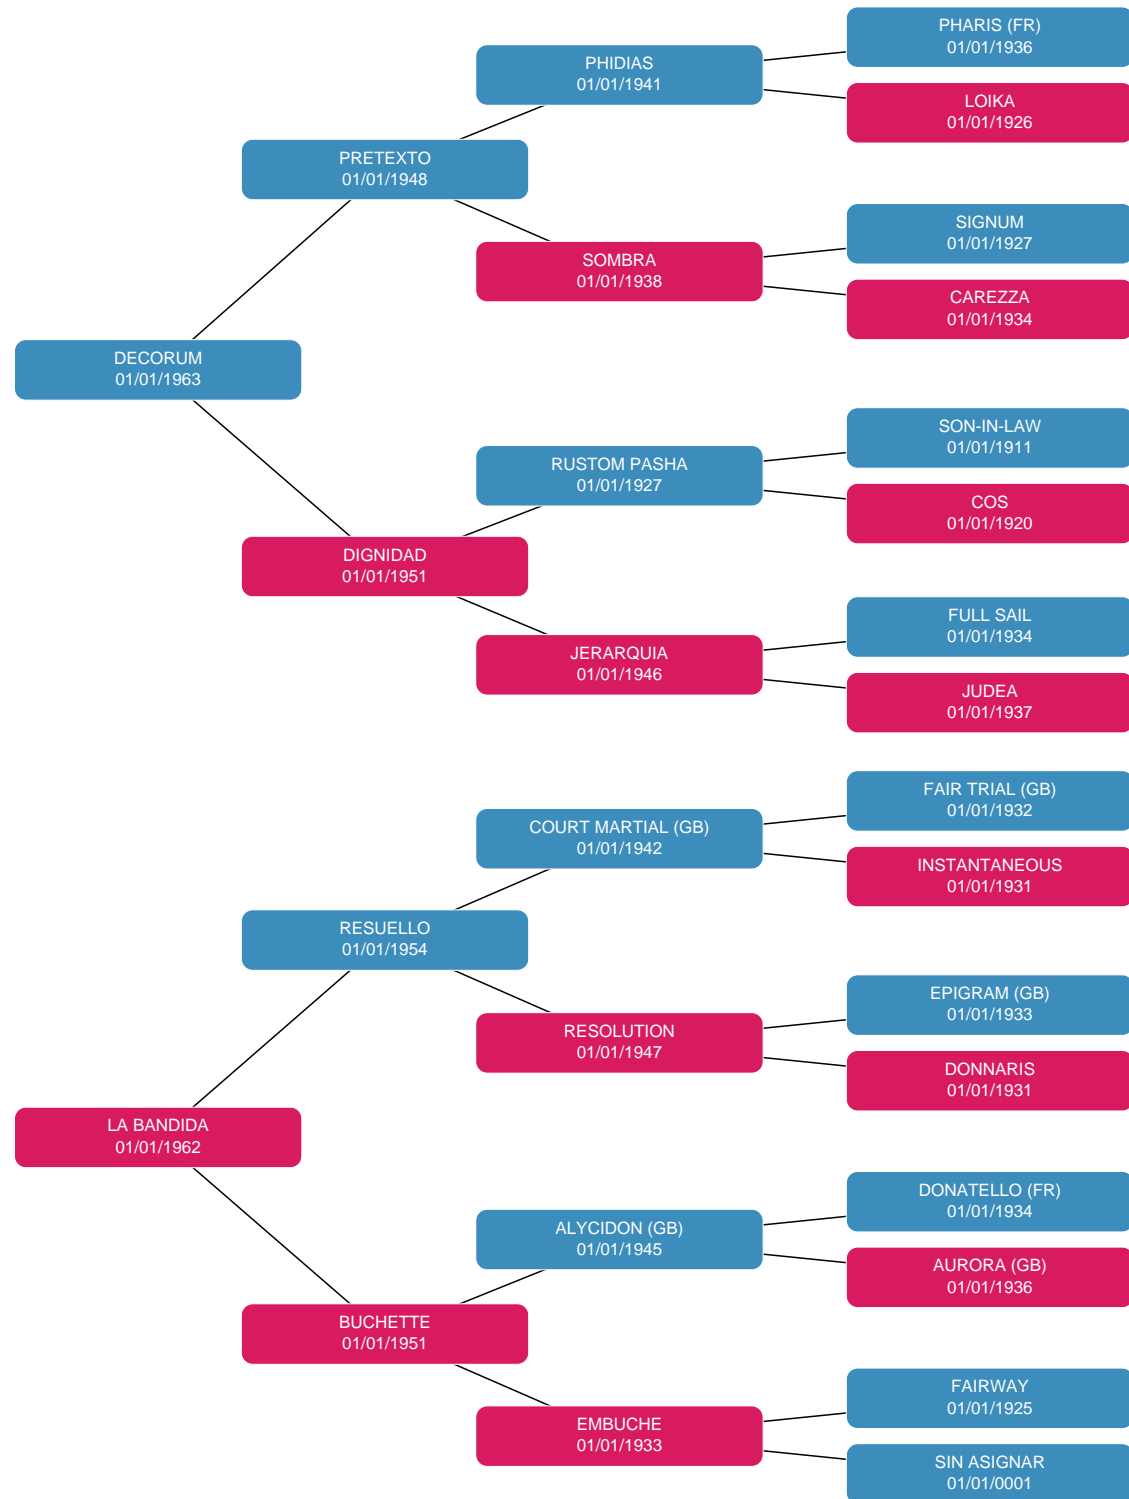 PHARIS (FR)
01/01/1936
PHIDIAS
01/01/1941
LOIKA
01/01/1926
PRETEXTO
01/01/1948
SIGNUM
01/01/1927
SOMBRA
01/01/1938
CAREZZA
01/01/1934
DECORUM
01/01/1963
SON-IN-LAW
01/01/1911
RUSTOM PASHA
01/01/1927
COS
01/01/1920
DIGNIDAD
01/01/1951
FULL SAIL
01/01/1934
JERARQUIA
01/01/1946
JUDEA
01/01/1937
FAIR TRIAL (GB)
01/01/1932
COURT MARTIAL (GB)
01/01/1942
INSTANTANEOUS
01/01/1931
RESUELLO
01/01/1954
EPIGRAM (GB)
01/01/1933
RESOLUTION
01/01/1947
DONNARIS
01/01/1931
LA BANDIDA
01/01/1962
DONATELLO (FR)
01/01/1934
ALYCIDON (GB)
01/01/1945
AURORA (GB)
01/01/1936
BUCHETTE
01/01/1951
FAIRWAY
01/01/1925
EMBUCHE
01/01/1933
SIN ASIGNAR
01/01/0001